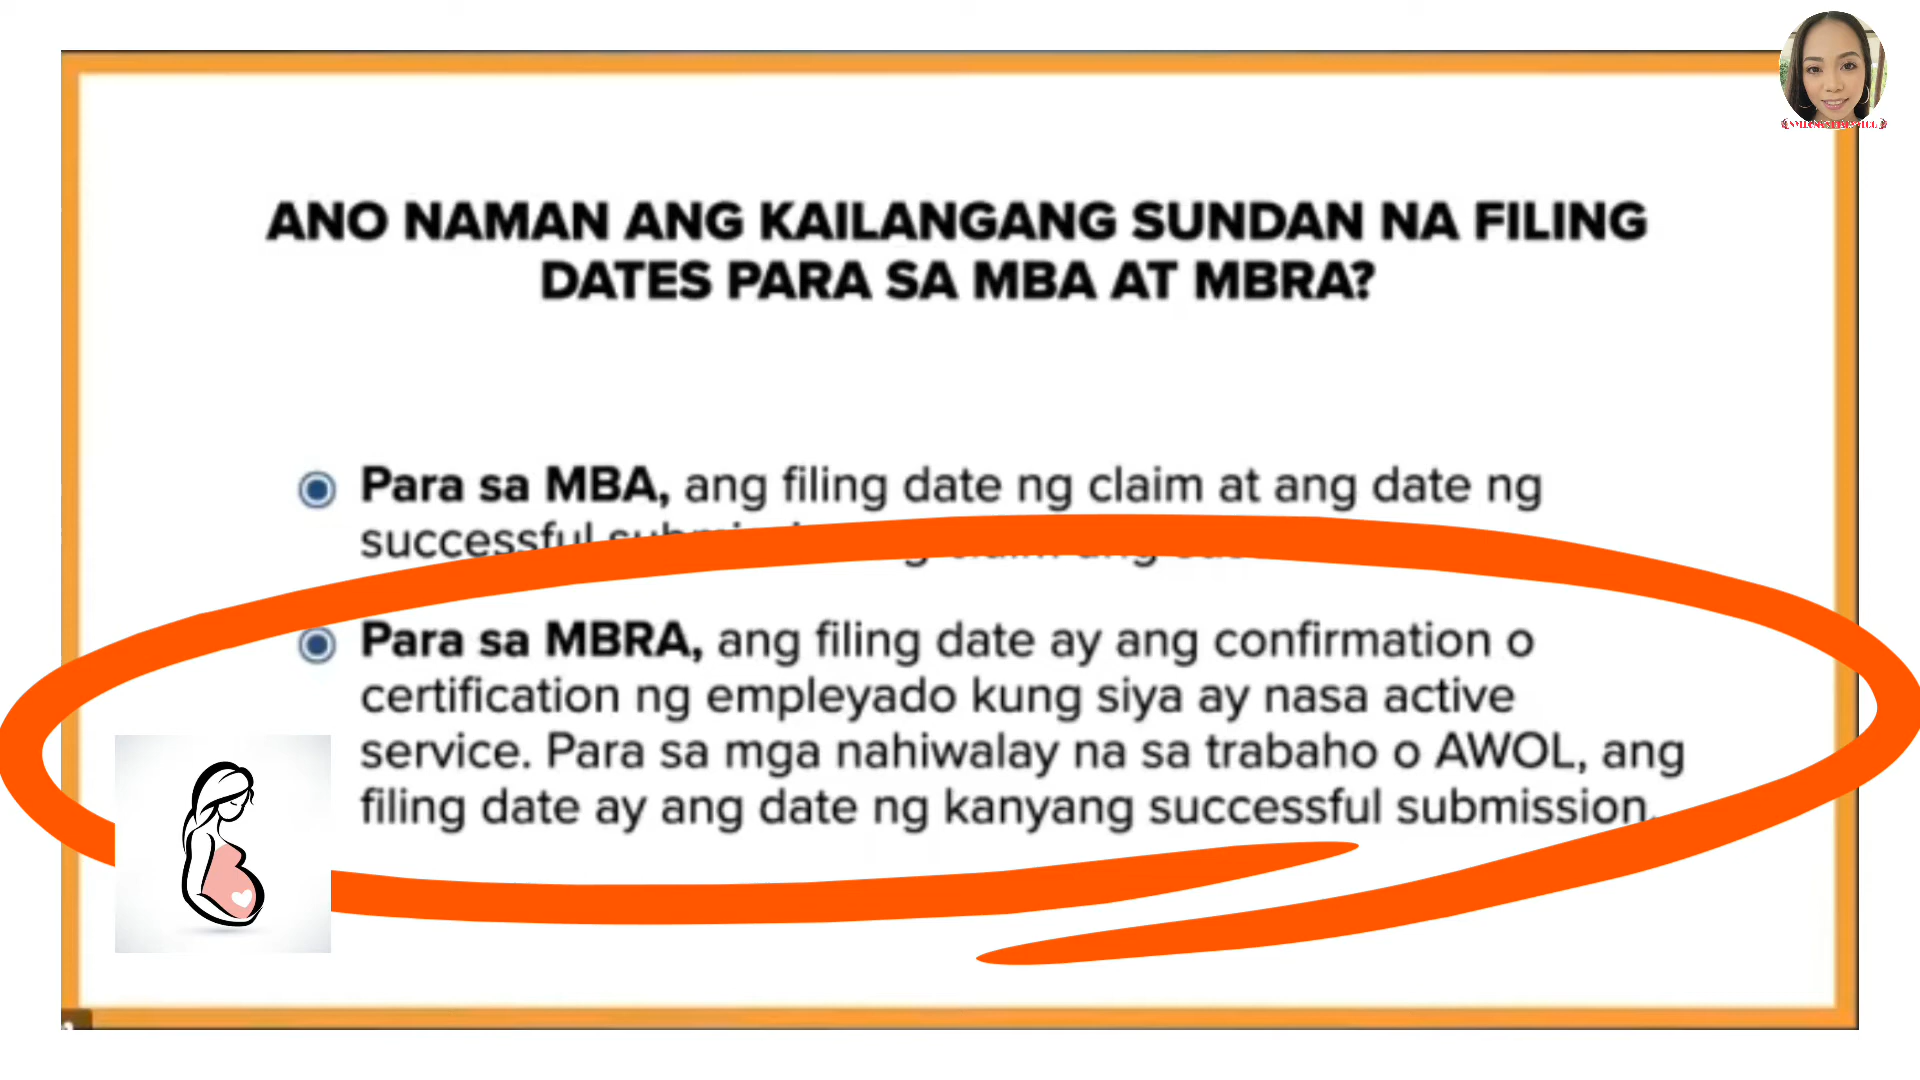 ANO NAMAN ANG KAILANGANG SUNDAN NA FILING
DATES PARA SA MBA AT MBRA?
Para sa MBA, ang filing date ng claim at ang date ng
successful
Para sa MBRA, ang filing date ay ang confirmation o
certification ng empleyado kung siya ay nasa active
service. Para sa mga nahiwalay na sa trabaho o AWOL, ang
filing date ay ang date ng kanyang successful submission.